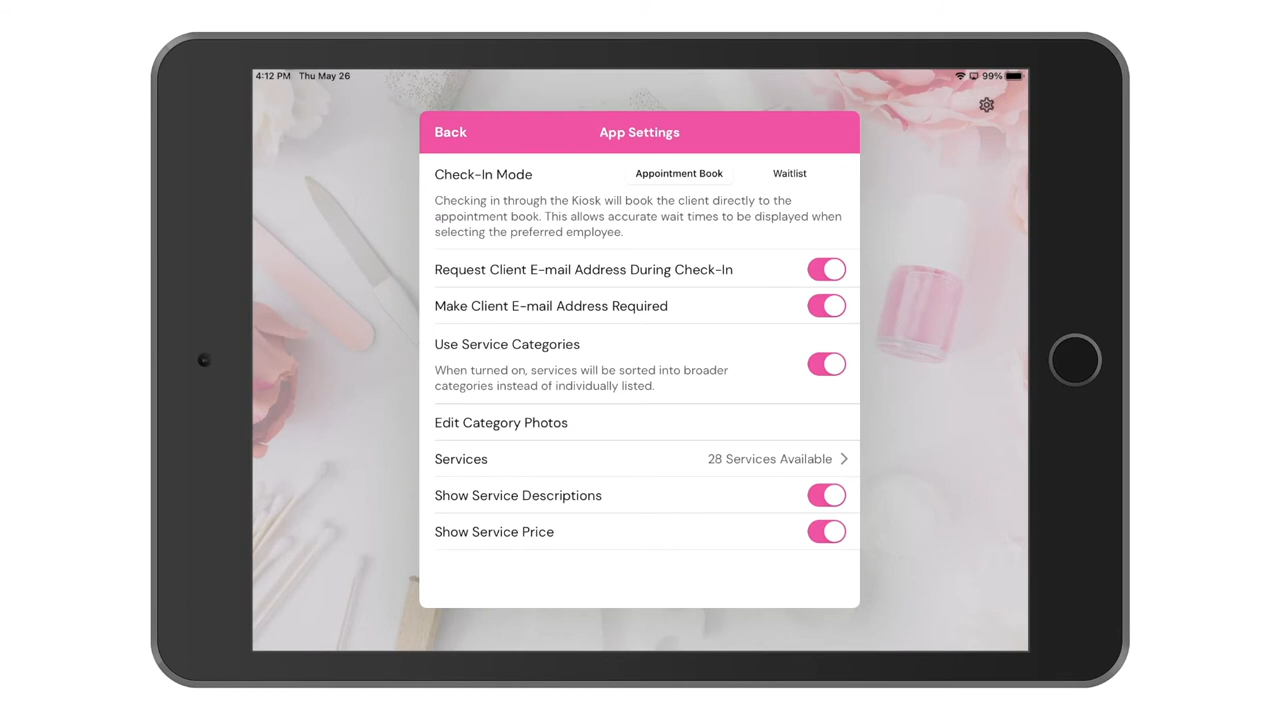 4:12 PM Thu May 26
99%
Back
App Settings
Check-In Mode
Appointment Book
Waitlist
Checking in through the Kiosk will book the client directly to the
appointment book. This allows accurate wait times to be displayed when
selecting the preferred employee.
Request Client E-mail Address During Check-In
Make Client E-mail Address Required
Use Service Categories
When turned on, services will be sorted into broader
categories instead of individually listed.
Edit Category Photos
Services
28 Services Available
Show Service Descriptions
Show Service Price